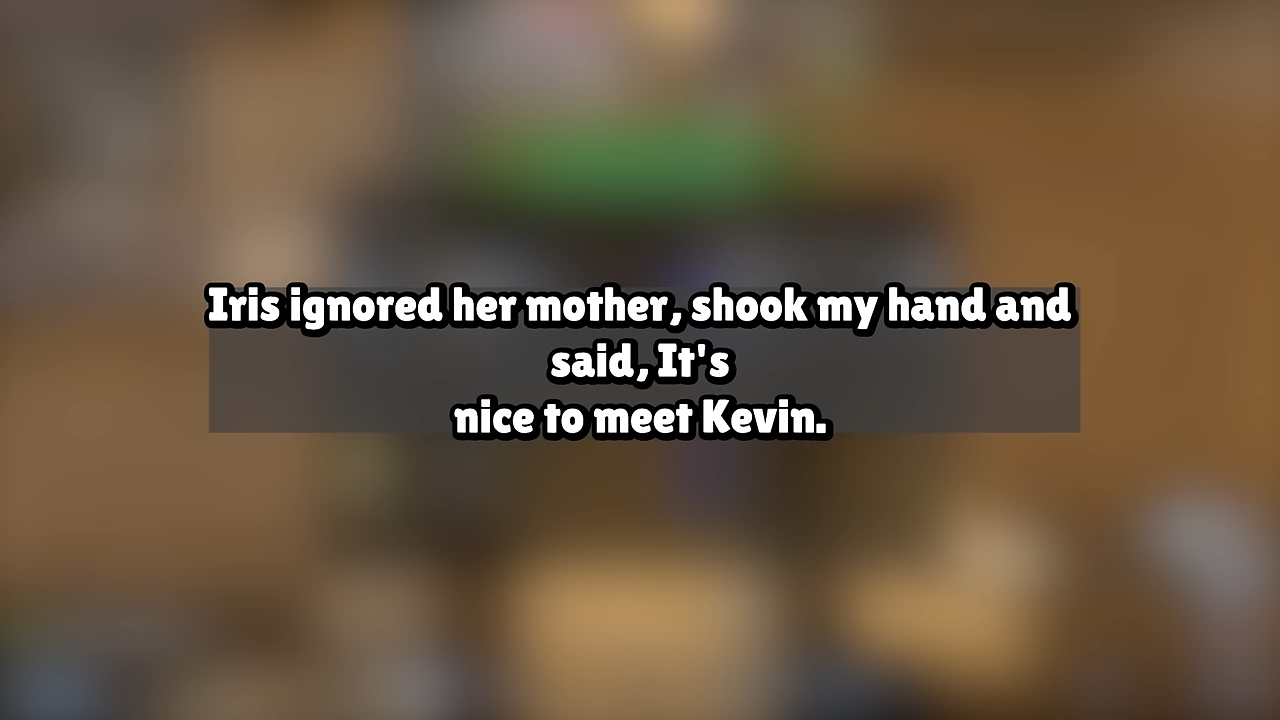 Iris ignored her mother, shook my hand and
said, It's
nice to meet Kevin.